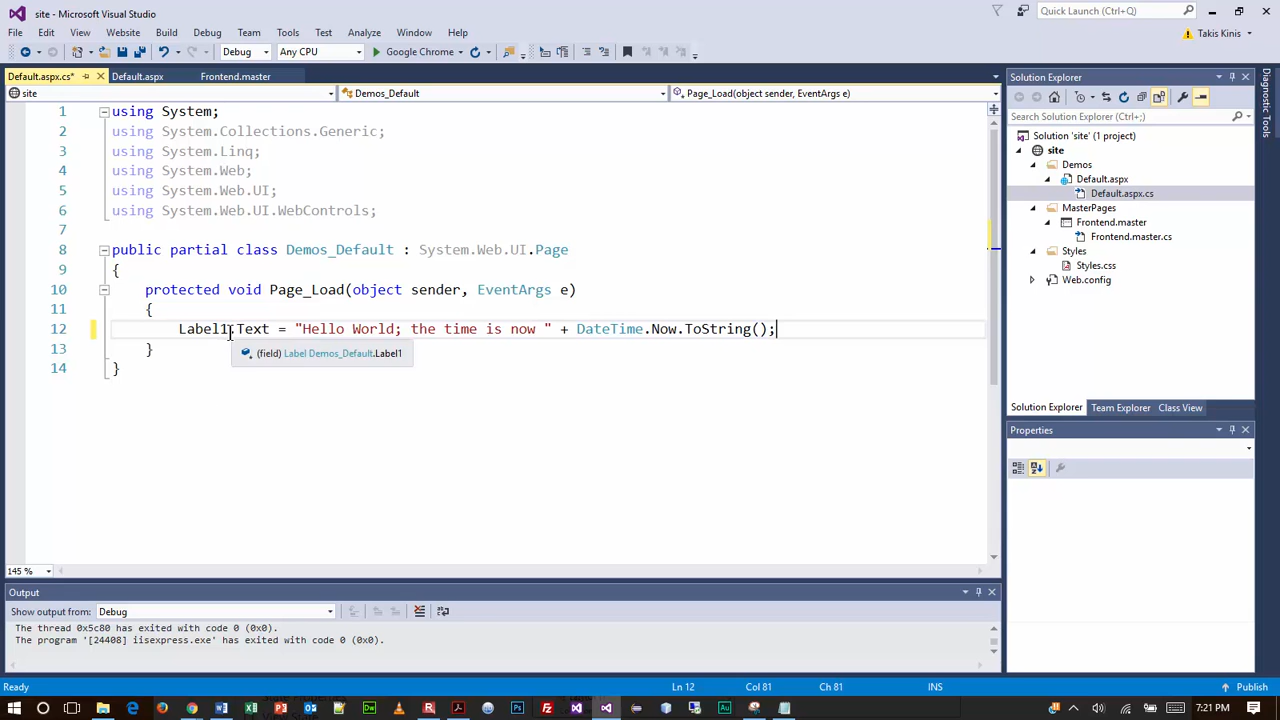 site - Microsoft Visual Studio
Quick Launch (Ctrl+Q)
File Edit View Website Build Debug Team Tools Test Analyze Window Help
Takis Kinis
Debug Any CPU Google Chrome
Default.aspx.cs* Default.aspx Frontend.master
site Demos_Default Page_Load(object sender, EventArgs e)
1 using System;
2 using System.Collections.Generic;
3 using System.Linq;
4 using System.Web;
5 using System.Web.UI;
6 using System.Web.UI.WebControls;
7
8 public partial class Demos_Default : System.Web.UI.Page
9 {
10 protected void Page_Load(object sender, EventArgs e)
11 {
12 Label1.Text = "Hello World; the time is now " + DateTime.Now.ToString();
(field) Label Demos_Default.Label1
13 }
14 }
145 %
Solution Explorer
Search Solution Explorer (Ctrl+;)
Solution 'site' (1 project)
site
Demos
Default.aspx
Default.aspx.cs
MasterPages
Frontend.master
Frontend.master.cs
Styles
Styles.css
Web.config
Solution Explorer Team Explorer Class View
Properties
Diagnostic Tools
Output
Show output from: Debug
The thread 0x5c80 has exited with code 0 (0x0).
The program '[24408] iisexpress.exe' has exited with code 0 (0x0).
Ready Ln 12 Col 81 Ch 81 INS Publish
7:21 PM